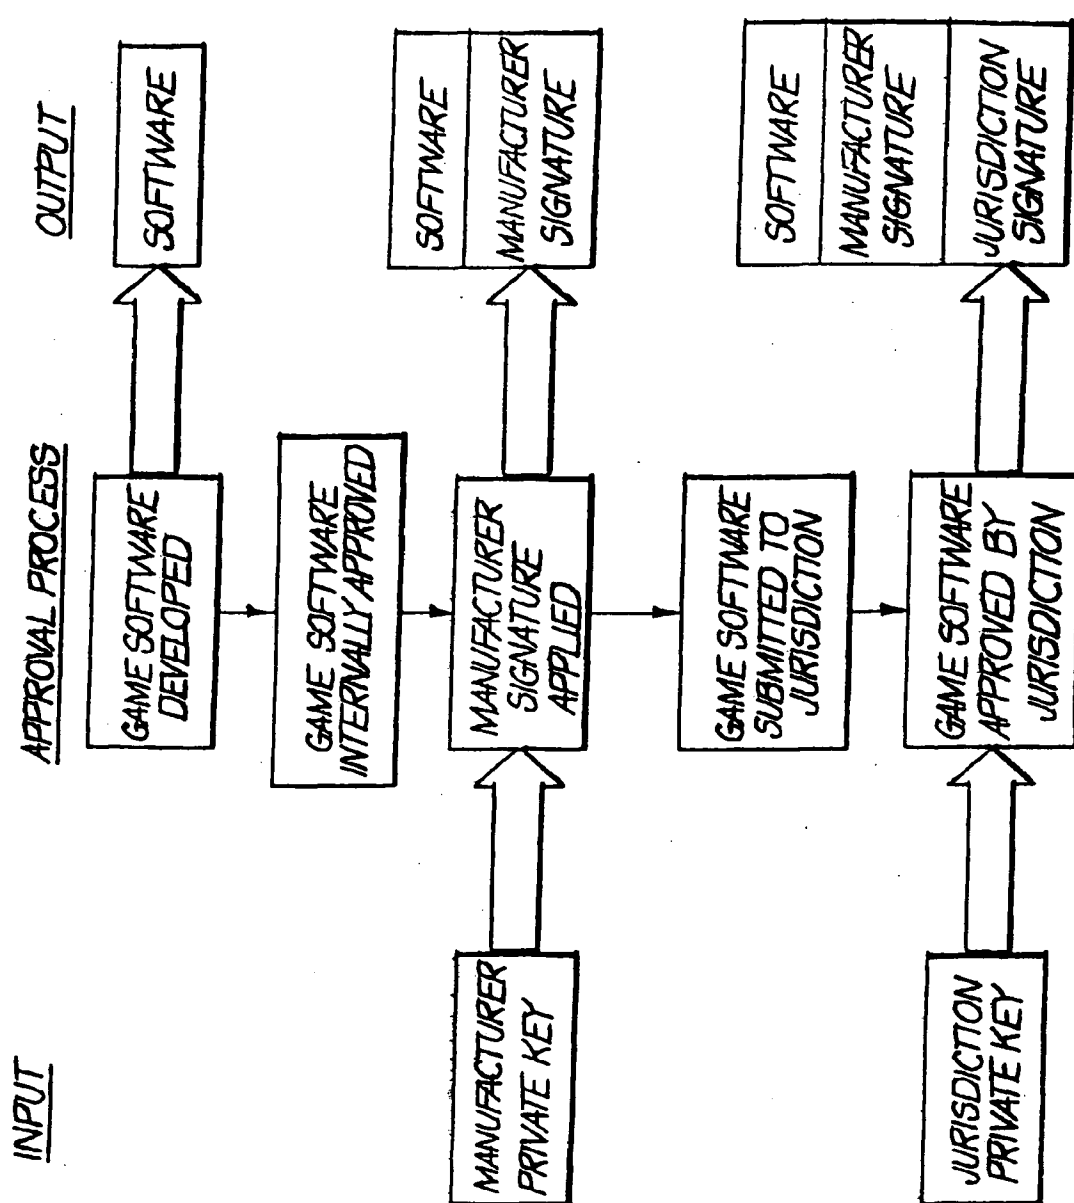 INPUT
APPROVAL PROCESS
OUTPUT
GAME SOFTWARE
DEVELOPED
SOFTWARE
GAME SOFTWARE
INTERNALLY APPROVED
MANUFACTURER
PRIVATE KEY
MANUFACTURER
SIGNATURE
APPLIED
SOFTWARE
MANUFACTURER
SIGNATURE
GAME SOFTWARE
SUBMITTED TO
JURISDICTION
JURISDICTION
PRIVATE KEY
GAME SOFTWARE
APPROVED BY
JURISDICTION
SOFTWARE
MANUFACTURER
SIGNATURE
JURISDICTION
SIGNATURE